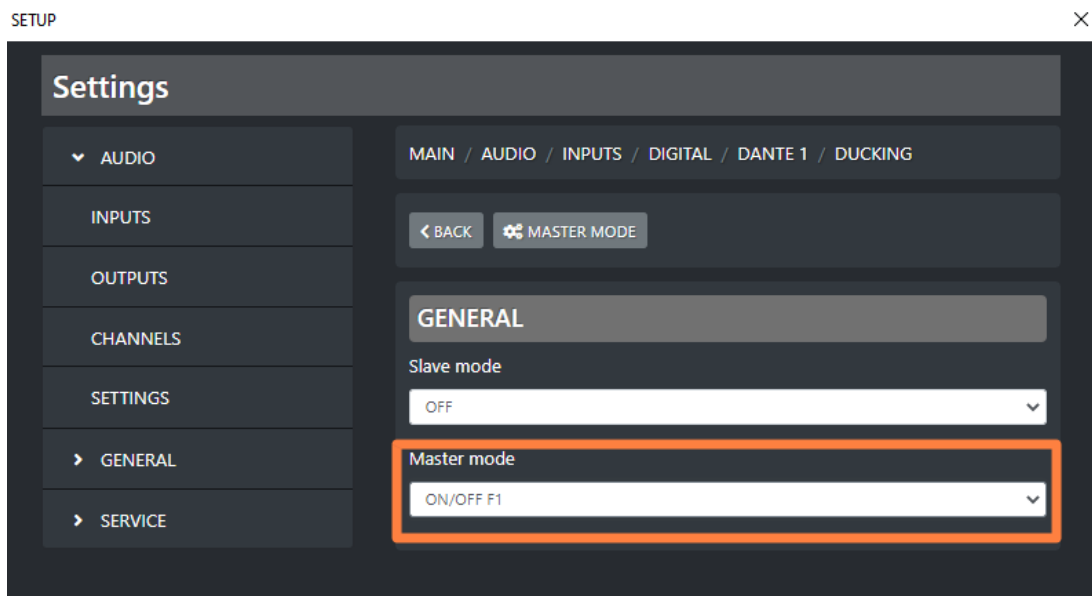 SETUP
Settings
AUDIO
INPUTS
OUTPUTS
CHANNELS
SETTINGS
GENERAL
SERVICE
MAIN / AUDIO / INPUTS / DIGITAL / DANTE 1 / DUCKING
BACK MASTER MODE
GENERAL
Slave mode
OFF
Master mode
ON/OFF F1